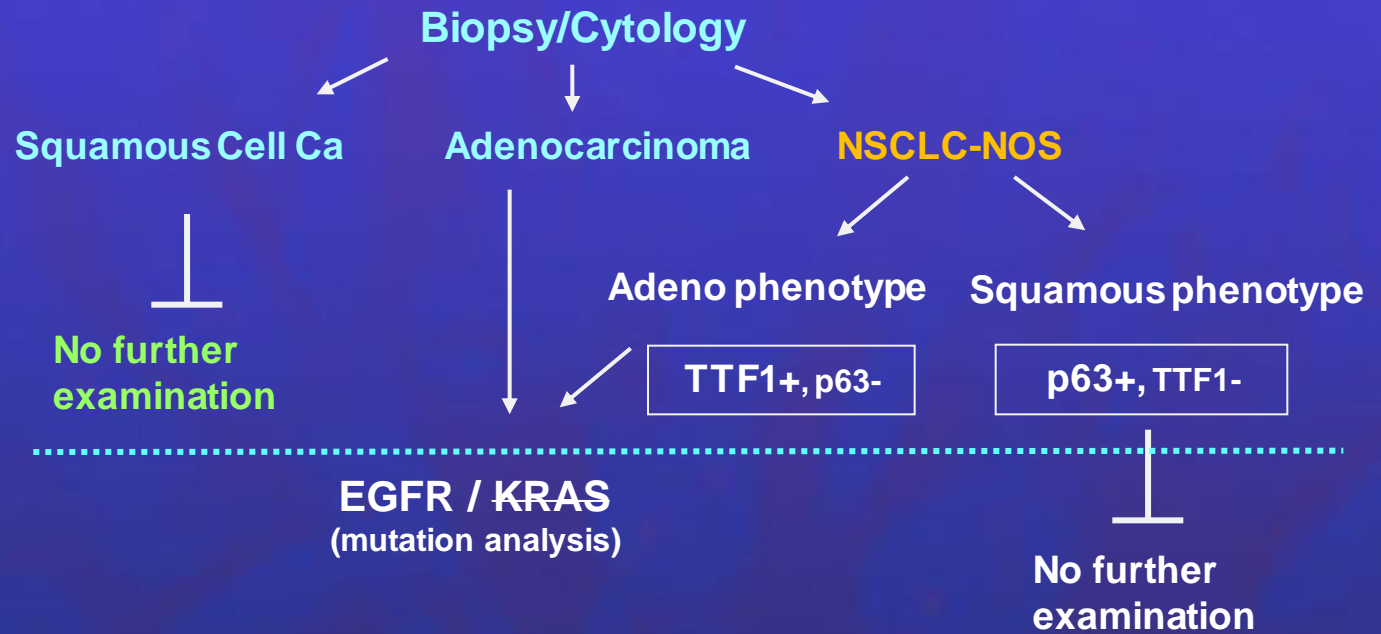 Biopsy/Cytology
Squamous Cell Ca
Adenocarcinoma
NSCLC-NOS
Adeno phenotype
Squamous phenotype
No further
examination
TTF1+, p63-
p63+, TTF1-
EGFR / KRAS
(mutation analysis)
No further
examination